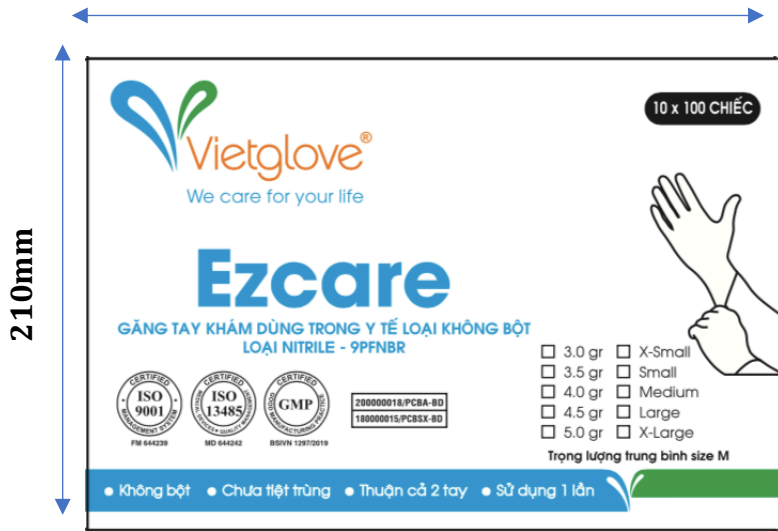 10 x 100 CHIẾC
Vietglove®
We care for your life
210mm
Ezcare
GĂNG TAY KHÁM DÙNG TRONG Y TẾ LOẠI KHÔNG BỘT
LOẠI NITRILE - 9PFNBR
3.0 gr X-Small
3.5 gr Small
4.0 gr Medium
4.5 gr Large
5.0 gr X-Large
Trọng lượng trung bình size M
CERTIFIED
ISO
9001
MANAGEMENT SYSTEM
FM 644239
CERTIFIED
ISO
13485
MEDICAL DEVICES • QUALITY MANAGEMENT
MD 644242
CERTIFIED
GMP
GOOD MANUFACTURING PRACTICE
BSIVN 1297/2019
200000018/PCBA-BD
180000015/PCBSX-BD
• Không bột • Chưa tiệt trùng • Thuận cả 2 tay • Sử dụng 1 lần